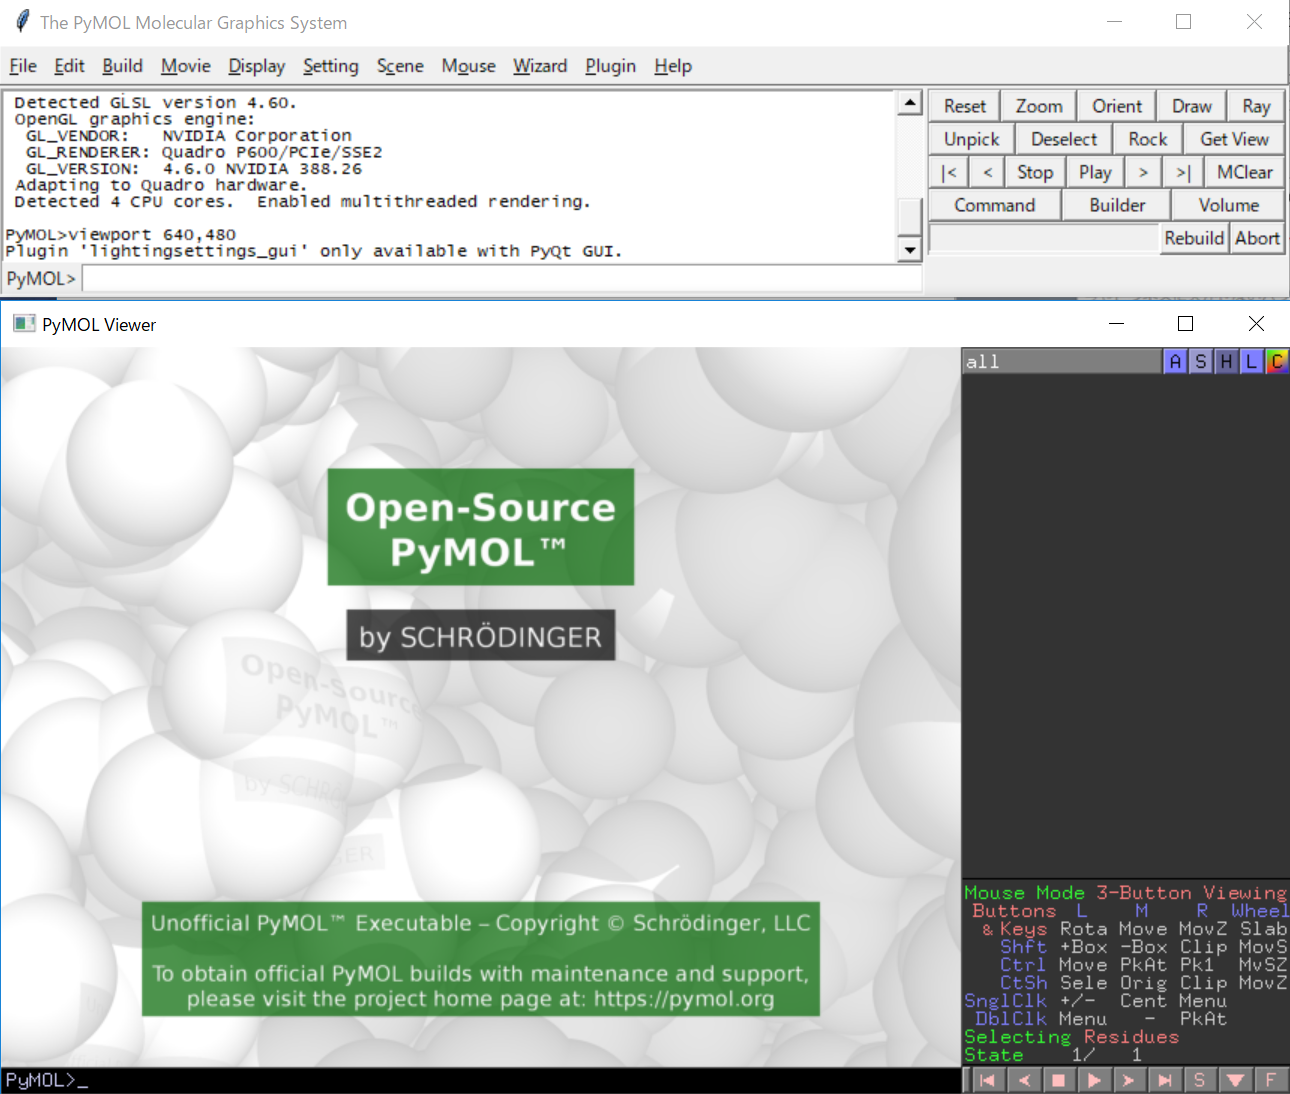 The PyMOL Molecular Graphics System
File Edit Build Movie Display Setting Scene Mouse Wizard Plugin Help
Detected GLSL version 4.60.
OpenGL graphics engine:
GL_VENDOR: NVIDIA Corporation
GL_RENDERER: Quadro P600/PCIe/SSE2
GL_VERSION: 4.6.0 NVIDIA 388.26
Adapting to Quadro hardware.
Detected 4 CPU cores. Enabled multithreaded rendering.
PyMOL>viewport 640,480
Plugin 'lightingsettings_gui' only available with PyQt GUI.
PyMOL>
Reset Zoom Orient Draw Ray
Unpick Deselect Rock Get View
|< < Stop Play > >| MClear
Command Builder Volume
Rebuild Abort
PyMOL Viewer
all A S H L C
Open-Source
PyMOL™
by SCHRÖDINGER
Open-Source
PyMOL™
by SCHRÖ
NGER
Unofficial PyMOL™ Executable – Copyright © Schrödinger, LLC
To obtain official PyMOL builds with maintenance and support,
please visit the project home page at: https://pymol.org
PyMOL>_
Mouse Mode 3-Button Viewing
Buttons L M R Wheel
& Keys Rota Move MovZ Slab
Shft +Box -Box Clip MovS
Ctrl Move PkAt Pk1 MvSZ
CtSh Sele Orig Clip MovZ
SnglClk +/- Cent Menu
DblClk Menu - PkAt
Selecting Residues
State 1/ 1
S F